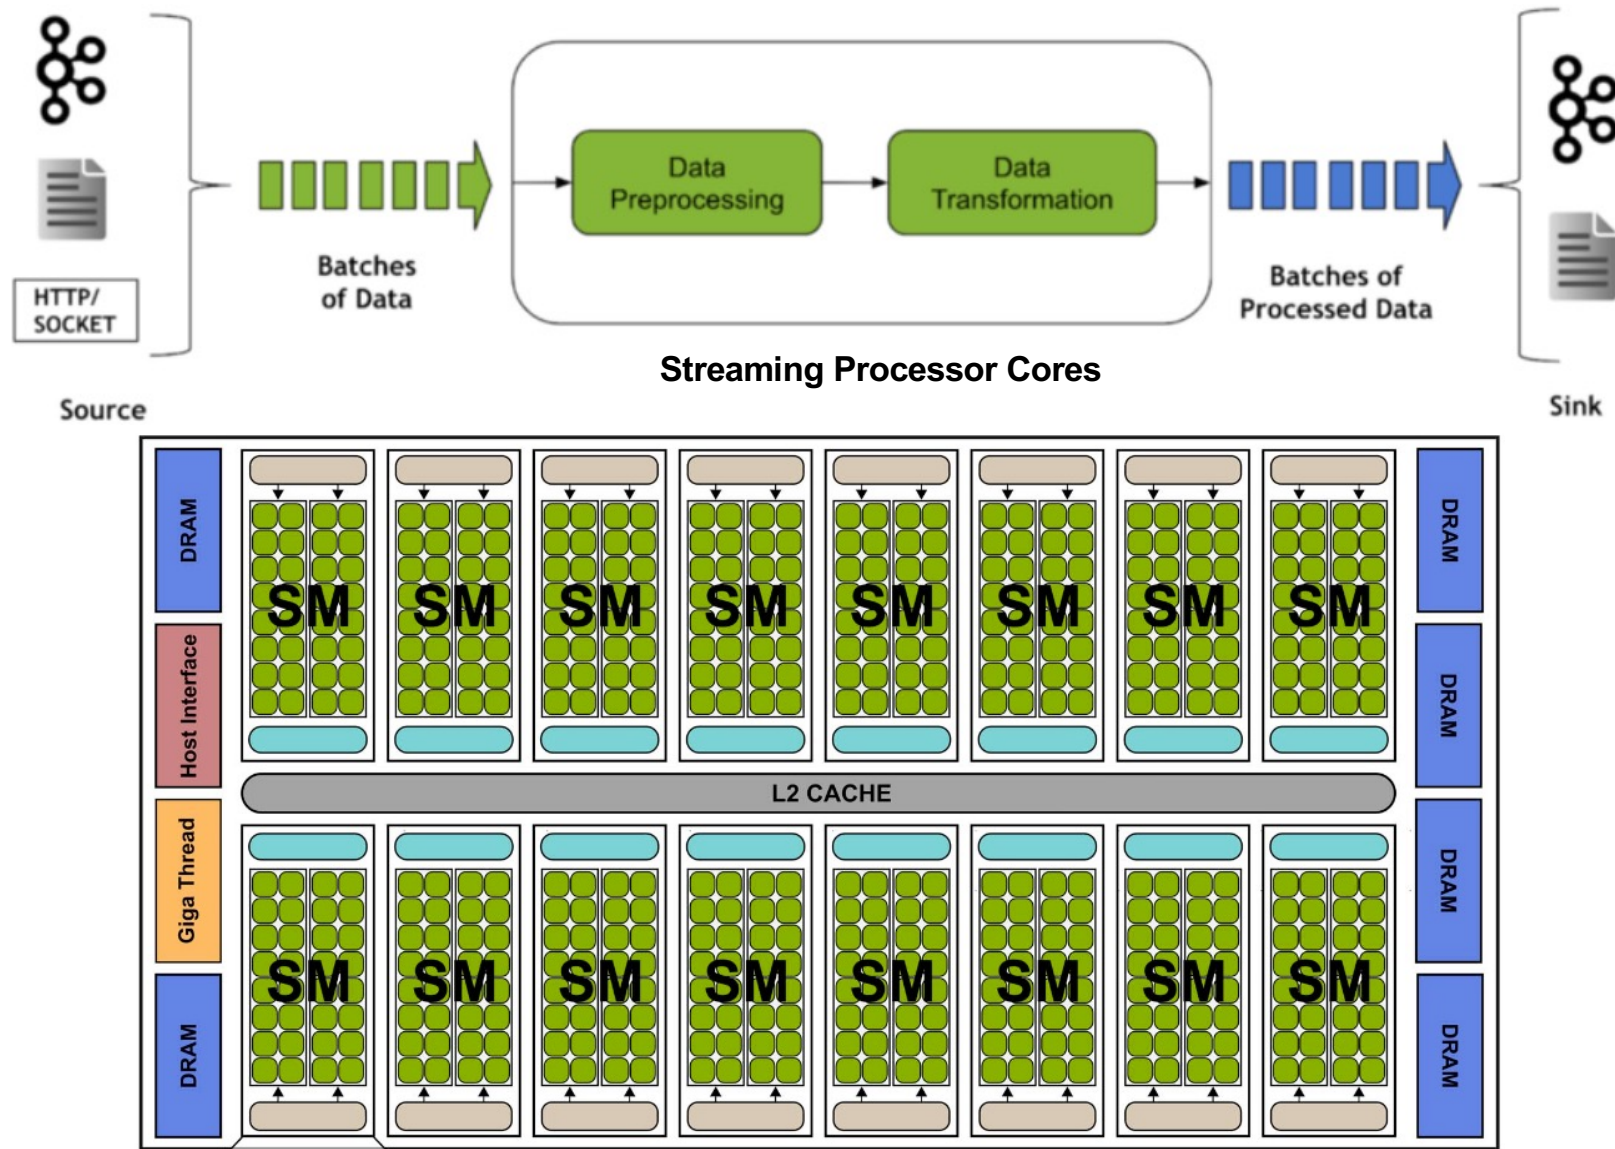 HTTP/
SOCKET
Source
Batches
of Data
Data
Preprocessing
Data
Transformation
Batches of
Processed Data
Sink
Streaming Processor Cores
DRAM
Host Interface
Giga Thread
DRAM
SM
SM
SM
SM
SM
SM
SM
SM
L2 CACHE
SM
SM
SM
SM
SM
SM
SM
SM
DRAM
DRAM
DRAM
DRAM